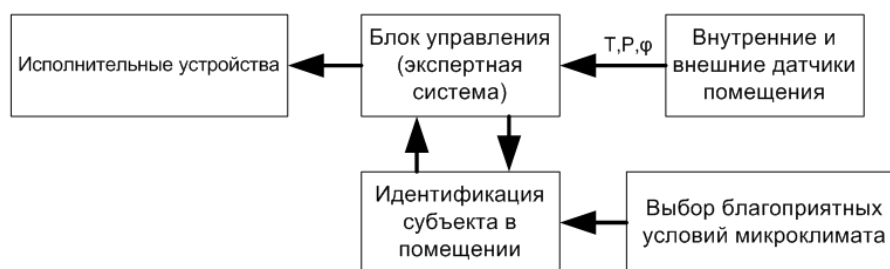 Исполнительные устройства
Блок управления
(экспертная
система)
T,P,φ
Внутренние и
внешние датчики
помещения
Идентификация
субъекта в
помещении
Выбор благоприятных
условий микроклимата